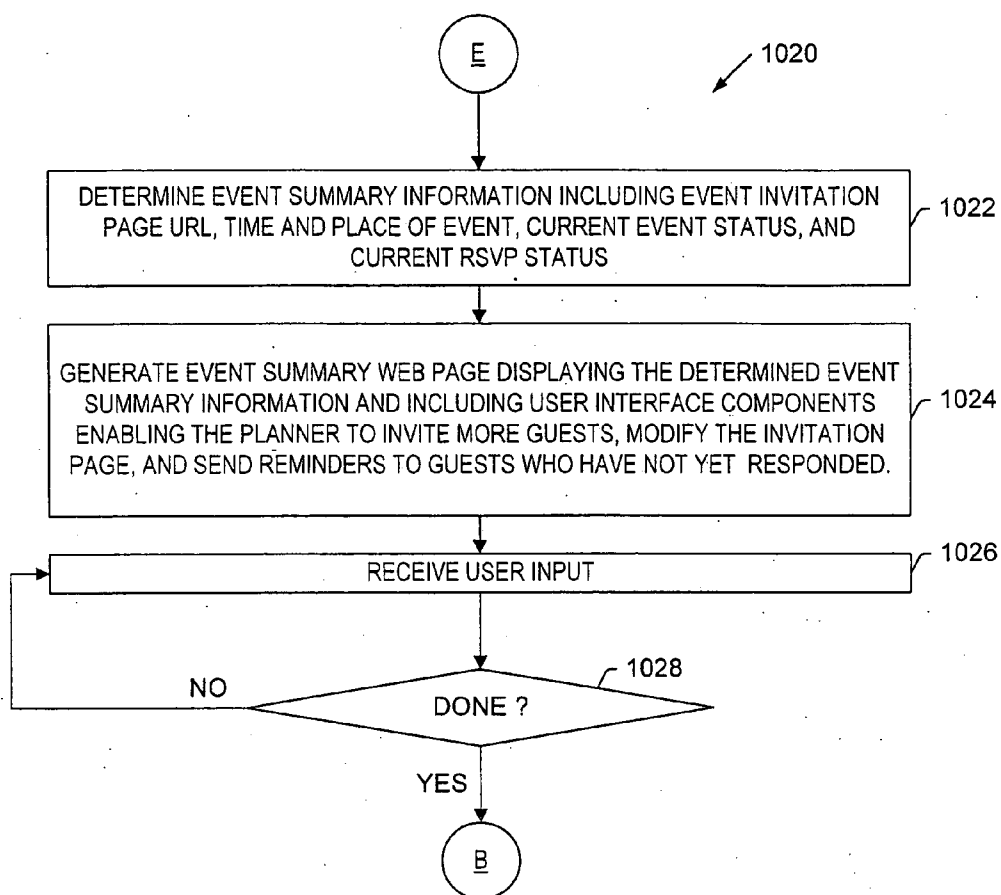 E
1020
DETERMINE EVENT SUMMARY INFORMATION INCLUDING EVENT INVITATION
PAGE URL, TIME AND PLACE OF EVENT, CURRENT EVENT STATUS, AND
CURRENT RSVP STATUS
1022
GENERATE EVENT SUMMARY WEB PAGE DISPLAYING THE DETERMINED EVENT
SUMMARY INFORMATION AND INCLUDING USER INTERFACE COMPONENTS
ENABLING THE PLANNER TO INVITE MORE GUESTS, MODIFY THE INVITATION
PAGE, AND SEND REMINDERS TO GUESTS WHO HAVE NOT YET RESPONDED.
1024
RECEIVE USER INPUT
1026
DONE ?
1028
NO
YES
B